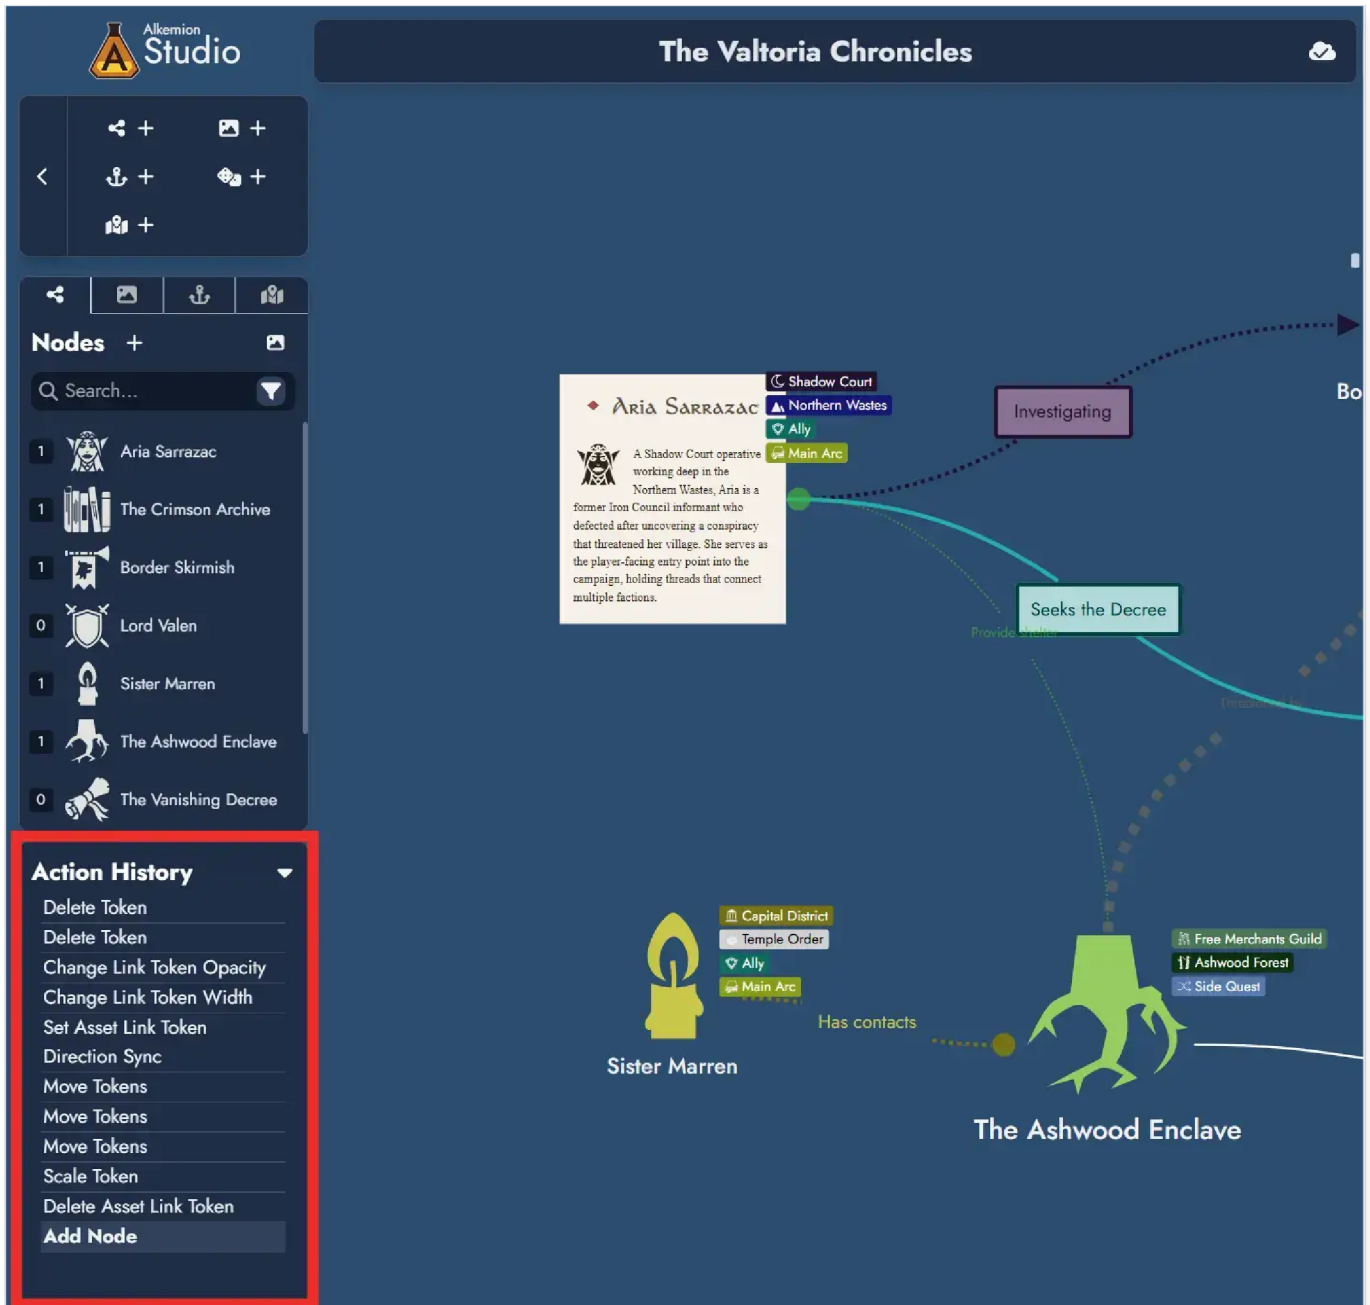 Alkemion
Studio
The Valtoria Chronicles
Nodes
Search...
1 Aria Sarrazac
1 The Crimson Archive
1 Border Skirmish
0 Lord Valen
1 Sister Marren
1 The Ashwood Enclave
0 The Vanishing Decree
Action History
Delete Token
Delete Token
Change Link Token Opacity
Change Link Token Width
Set Asset Link Token
Direction Sync
Move Tokens
Move Tokens
Move Tokens
Scale Token
Delete Asset Link Token
Add Node
Aria Sarrazac
A Shadow Court operative
working deep in the
Northern Wastes, Aria is a
former Iron Council informant who
defected after uncovering a conspiracy
that threatened her village. She serves as
the player-facing entry point into the
campaign, holding threads that connect
multiple factions.
Shadow Court
Northern Wastes
Ally
Main Arc
Investigating
Bo
Seeks the Decree
Provide shelter
Capital District
Temple Order
Ally
Main Arc
Sister Marren
Has contacts
Free Merchants Guild
Ashwood Forest
Side Quest
The Ashwood Enclave